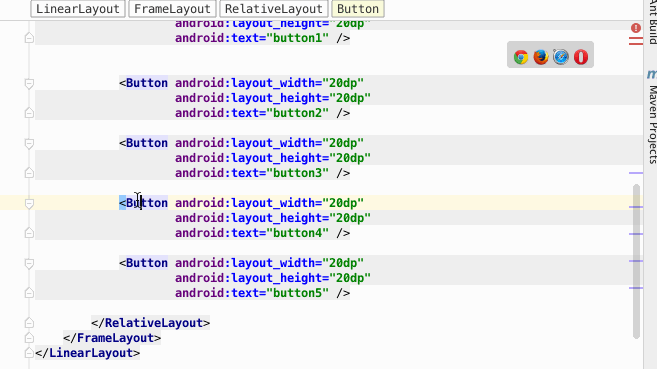 LinearLayout FrameLayout RelativeLayout Button
android:layout_height="20dp"
android:text="button1" />
<Button android:layout_width="20dp"
android:layout_height="20dp"
android:text="button2" />
<Button android:layout_width="20dp"
android:layout_height="20dp"
android:text="button3" />
<Button android:layout_width="20dp"
android:layout_height="20dp"
android:text="button4" />
<Button android:layout_width="20dp"
android:layout_height="20dp"
android:text="button5" />
</RelativeLayout>
</FrameLayout>
</LinearLayout>
Ant Build
m
Maven Projects